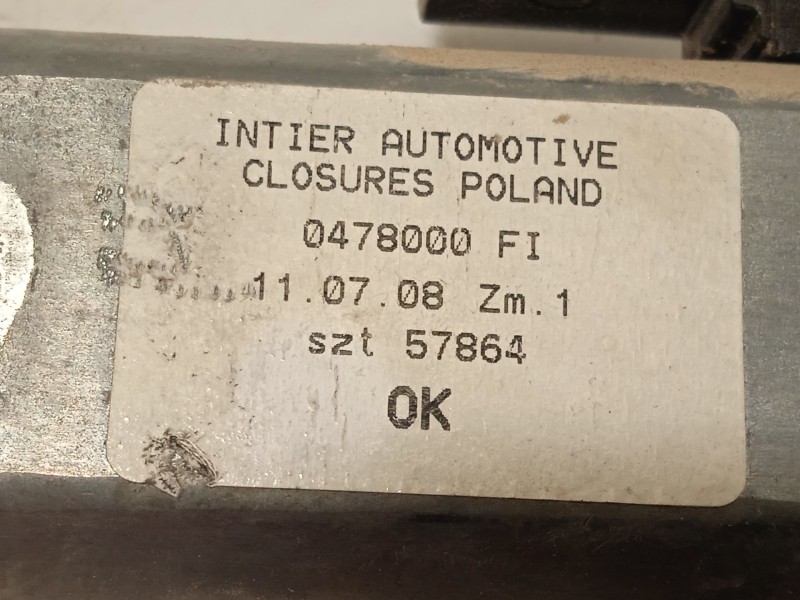 INTIER AUTOMOTIVE
CLOSURES POLAND
0478000 FI
11.07.08 Zm.1
szt 57864
OK